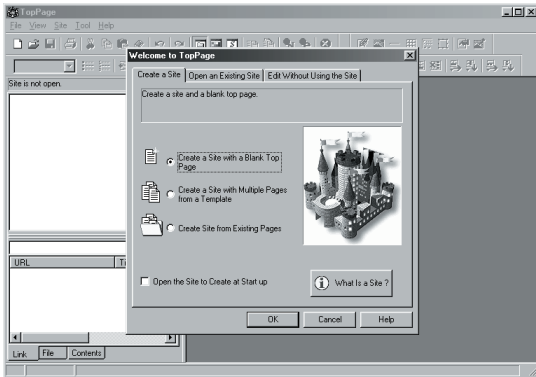 TopPage
File View Site Tool Help
Site is not open.
Welcome to TopPage
Create a Site
Open an Existing Site
Edit Without Using the Site
Create a site and a blank top page.
Create a Site with a Blank Top
Page
Create a Site with Multiple Pages
from a Template
Create Site from Existing Pages
Open the Site to Create at Start up
What Is a Site ?
OK
Cancel
Help
URL
Link
File
Contents